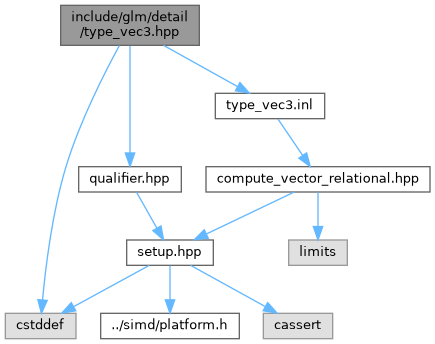 include/glm/detail
/type_vec3.hpp
type_vec3.inl
qualifier.hpp
compute_vector_relational.hpp
setup.hpp
limits
cstddef
../simd/platform.h
cassert